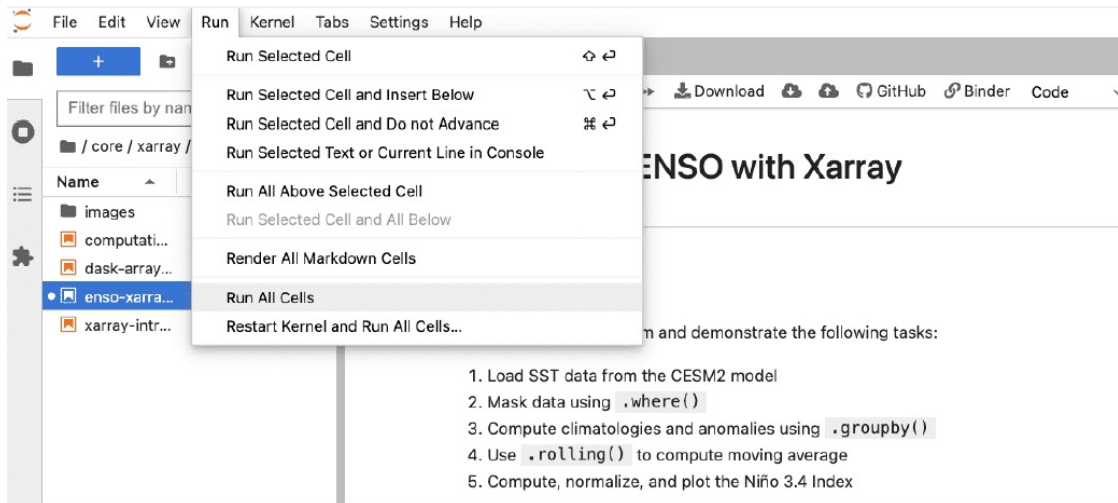 File Edit View Run Kernel Tabs Settings Help
+
Filter files by nam
/ core / xarray /
Name
images
computati...
dask-array...
enso-xarra...
xarray-intr...
Run Selected Cell ⇧ ⏎
Run Selected Cell and Insert Below ⌥ ⏎
Run Selected Cell and Do not Advance ⌘ ⏎
Run Selected Text or Current Line in Console
Run All Above Selected Cell
Run Selected Cell and All Below
Render All Markdown Cells
Run All Cells
Restart Kernel and Run All Cells...
Download GitHub Binder Code
ENSO with Xarray
and demonstrate the following tasks:
1. Load SST data from the CESM2 model
2. Mask data using .where()
3. Compute climatologies and anomalies using .groupby()
4. Use .rolling() to compute moving average
5. Compute, normalize, and plot the Niño 3.4 Index